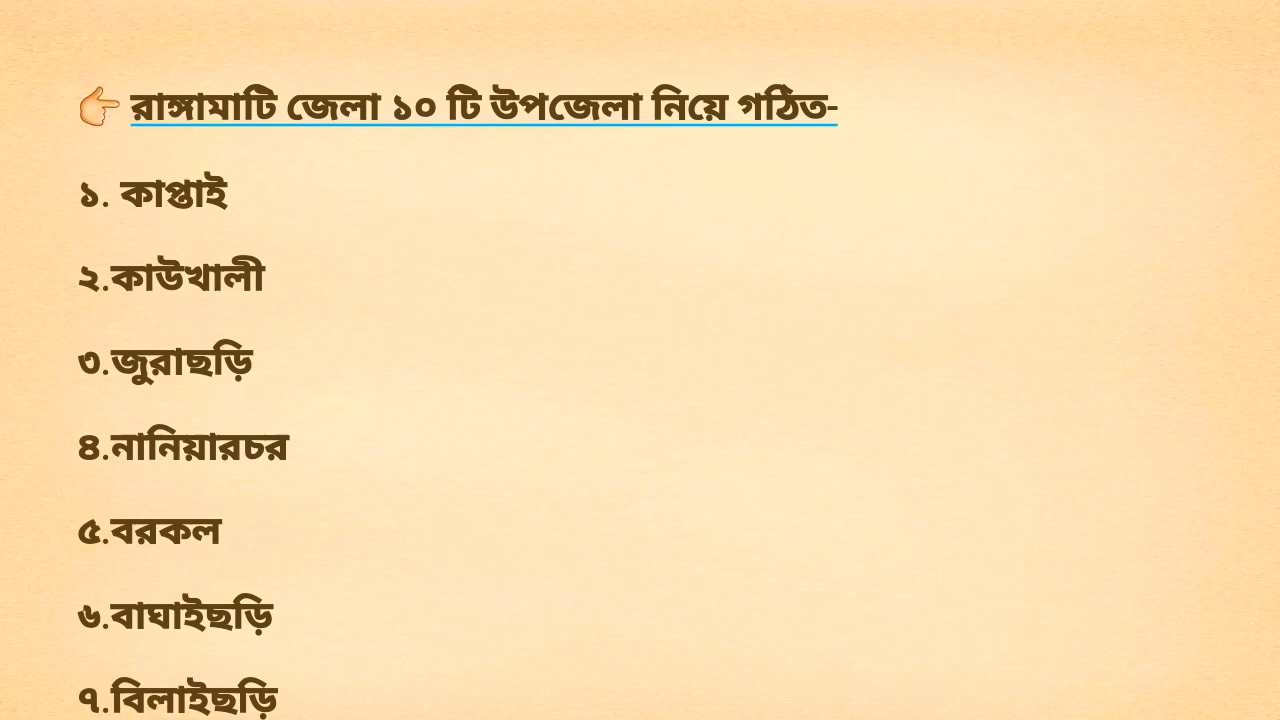 👉 রাঙ্গামাটি জেলা ১০ টি উপজেলা নিয়ে গঠিত-
১. কাপ্তাই
২.কাউখালী
৩.জুরাছড়ি
৪.নানিয়ারচর
৫.বরকল
৬.বাঘাইছড়ি
৭.বিলাইছড়ি